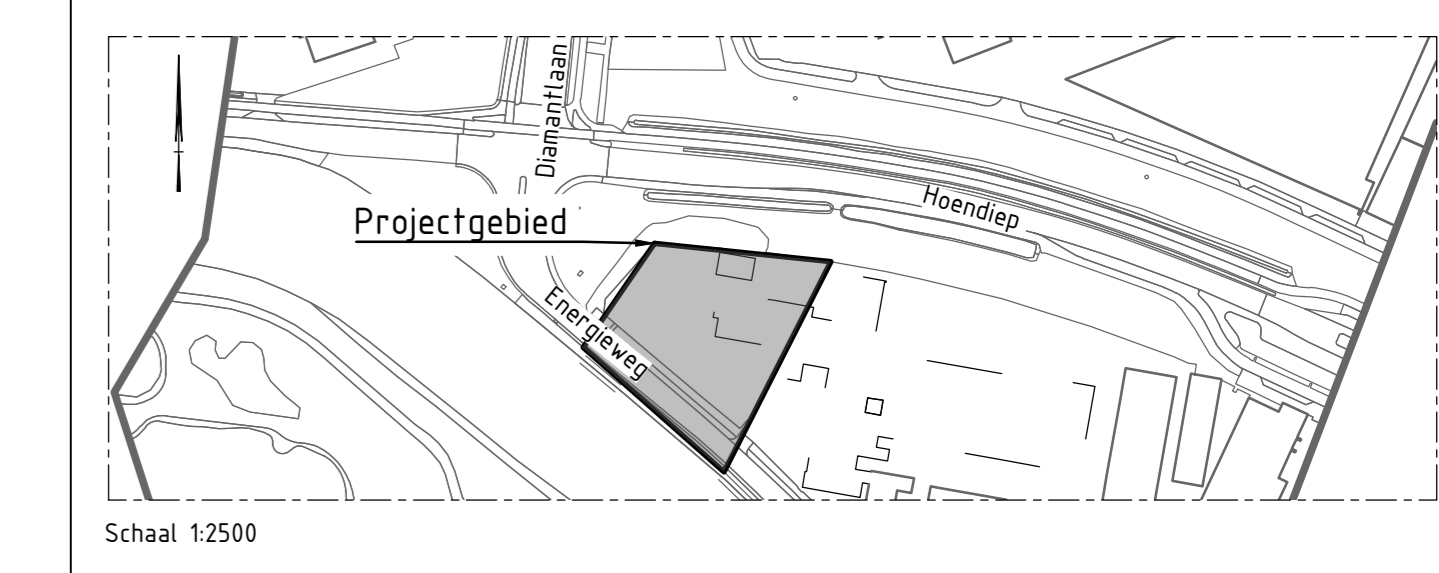 Diamantlaan
Hoendiep
Projectgebied
Energieweg
Schaal 1:2500